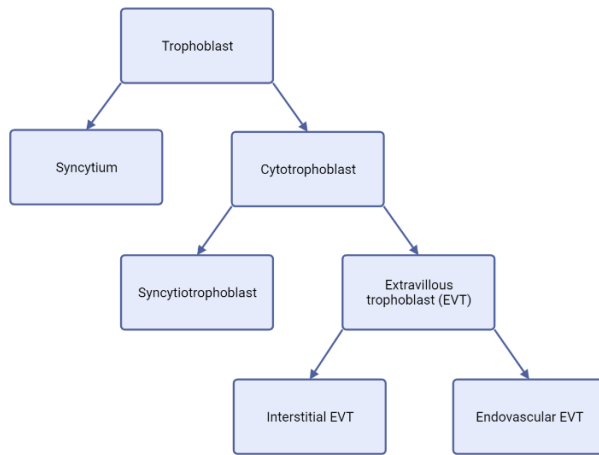 Trophoblast
Syncytium
Cytotrophoblast
Syncytiotrophoblast
Extravillous
trophoblast (EVT)
Interstitial EVT
Endovascular EVT